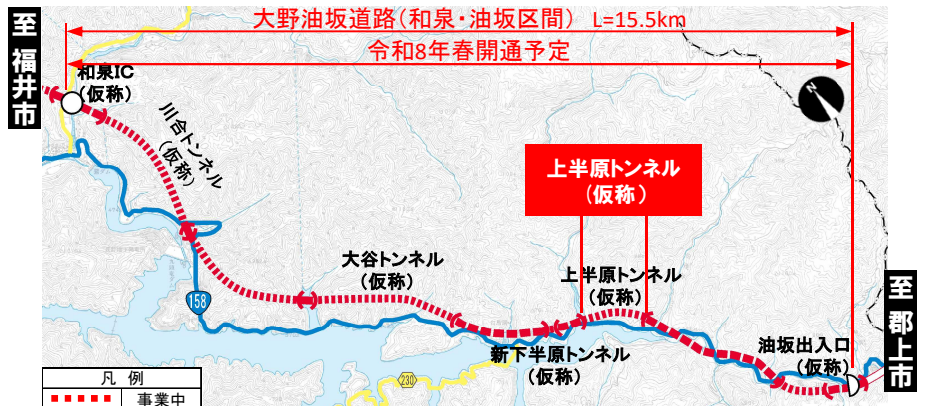 大野油坂道路（和泉・油坂区間） L=15.5km
令和8年春開通予定
至 福井市
和泉IC
（仮称）
川合トンネル
（仮称）
N
上半原トンネル
（仮称）
大谷トンネル
（仮称）
上半原トンネル
（仮称）
158
新下半原トンネル
（仮称）
油坂出入口
（仮称）
至 郡上市
230
凡 例
事業中